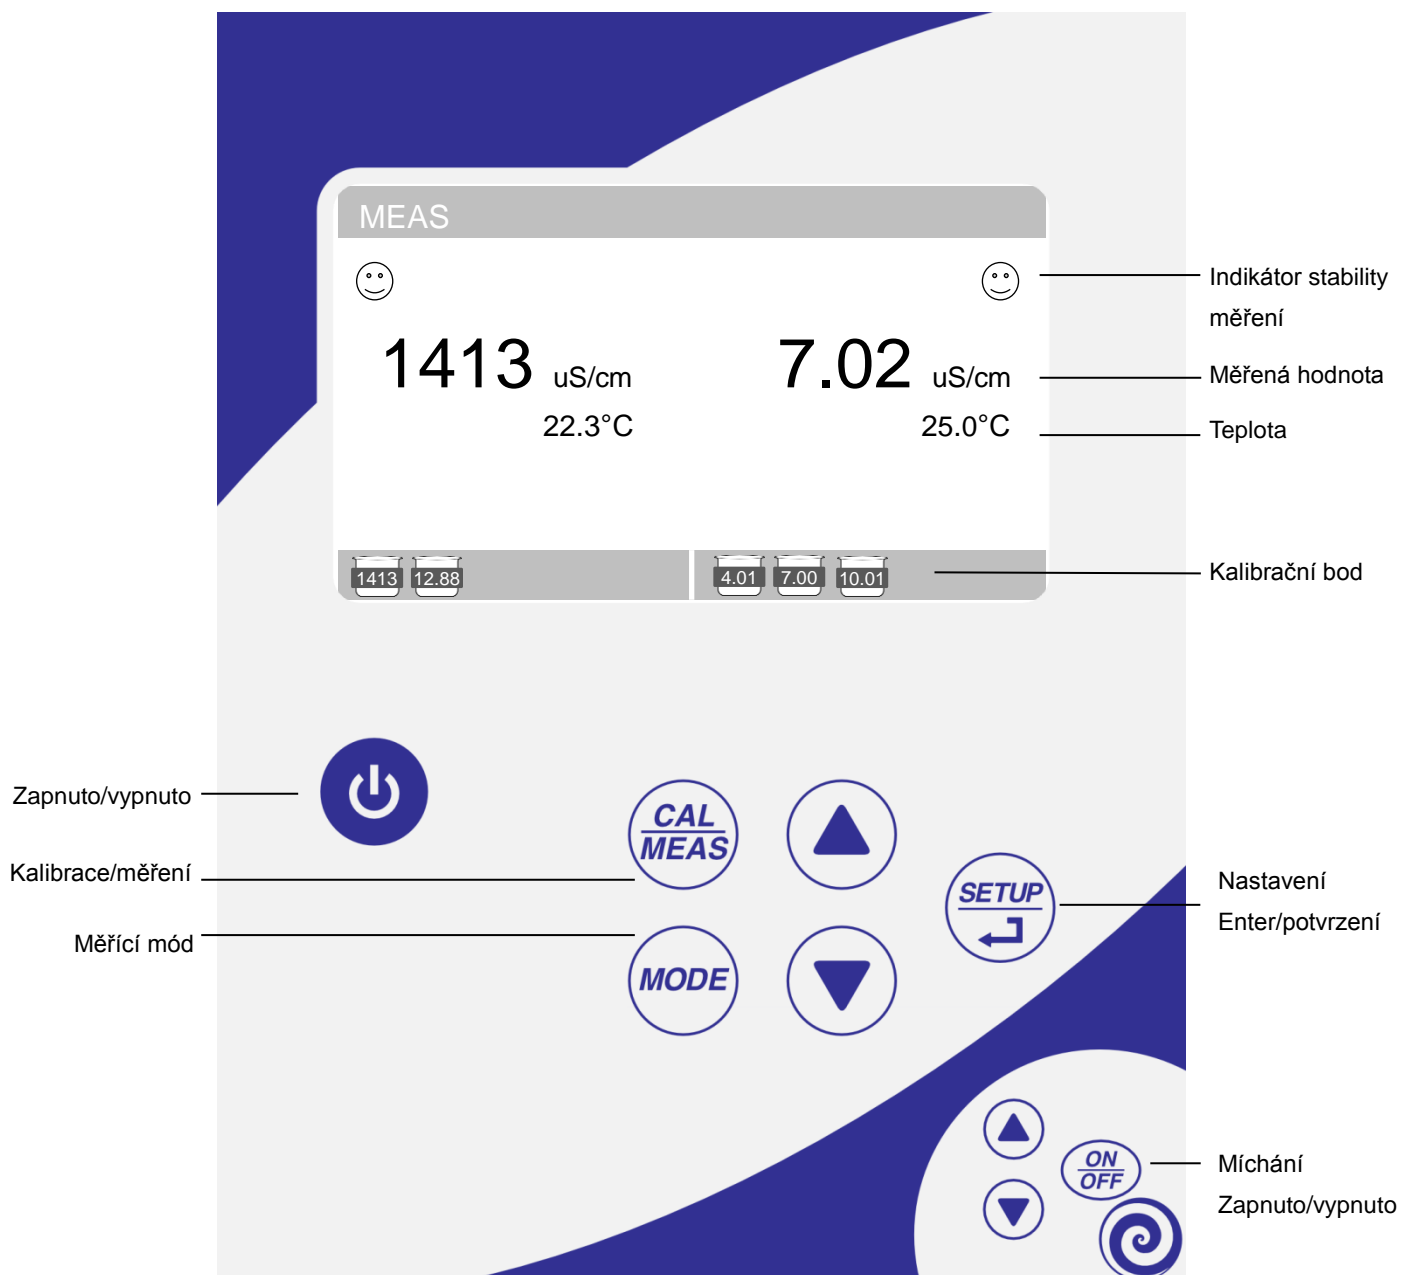 MEAS
Indikátor stability
měření
1413 uS/cm
7.02 uS/cm
Měřená hodnota
22.3°C
25.0°C
Teplota
1413 12.88
4.01 7.00 10.01
Kalibrační bod
Zapnuto/vypnuto
CAL
MEAS
Kalibrace/měření
SETUP
Nastavení
Enter/potvrzení
Měřící mód
MODE
ON
OFF
Míchání
Zapnuto/vypnuto